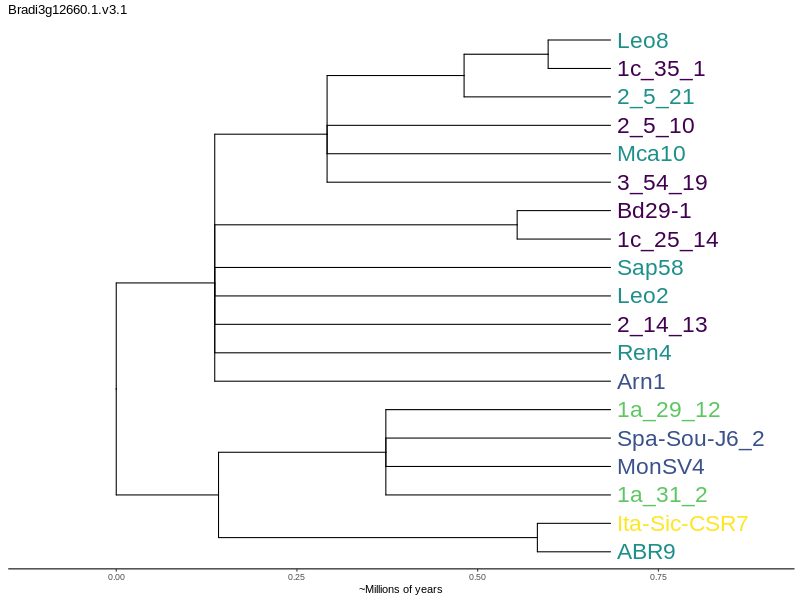 Bradi3g12660.1.v3.1
Leo8
1c_35_1
2_5_21
2_5_10
Mca10
3_54_19
Bd29-1
1c_25_14
Sap58
Leo2
2_14_13
Ren4
Arn1
1a_29_12
Spa-Sou-J6_2
MonSV4
1a_31_2
Ita-Sic-CSR7
ABR9
0.00 0.25 0.50 0.75
~Millions of years